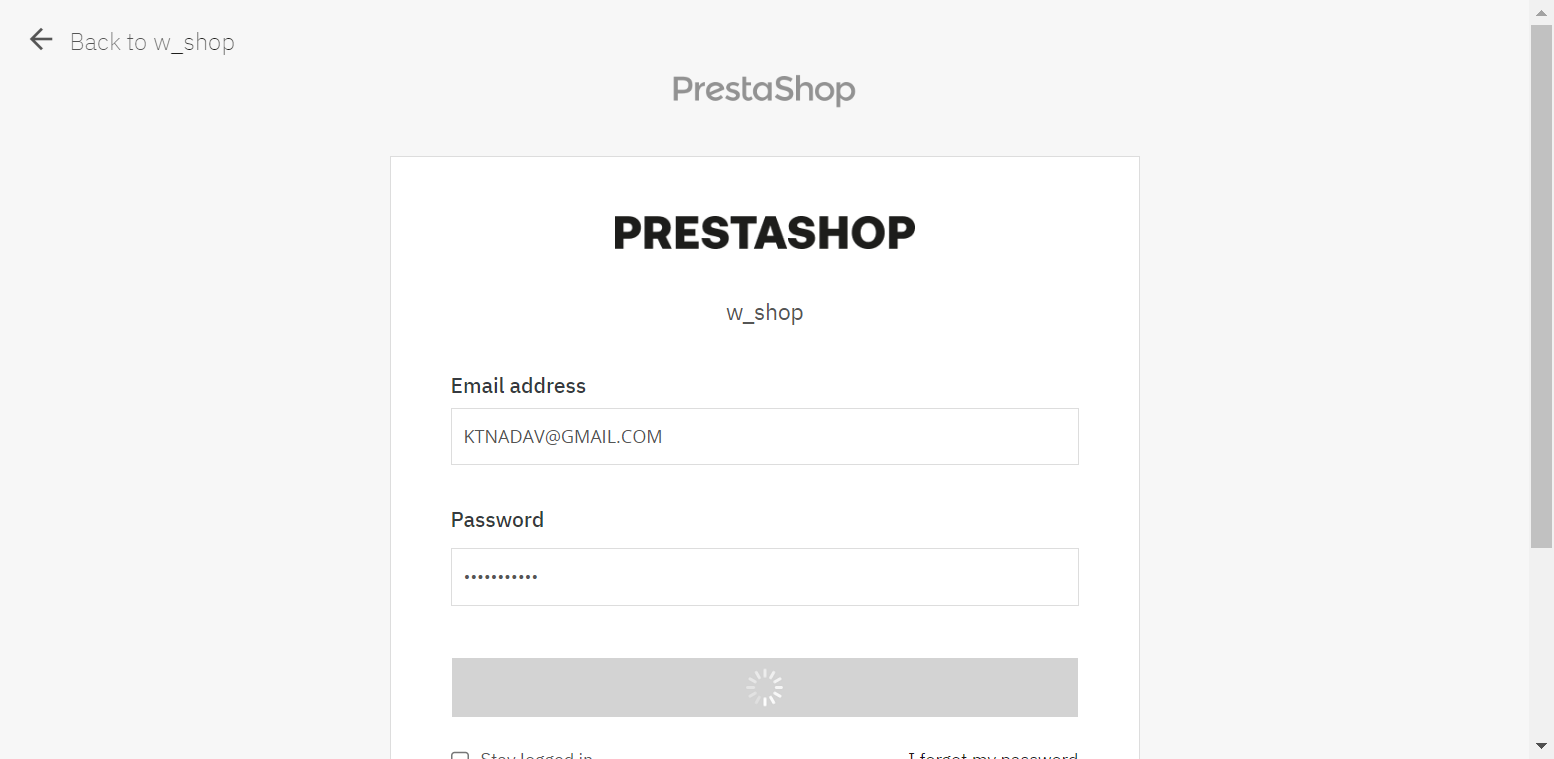 Back to w_shop
PrestaShop
PRESTASHOP
w_shop
Email address
KTNADAV@GMAIL.COM
Password
•••••••••••
Stay logged in
I forgot my password